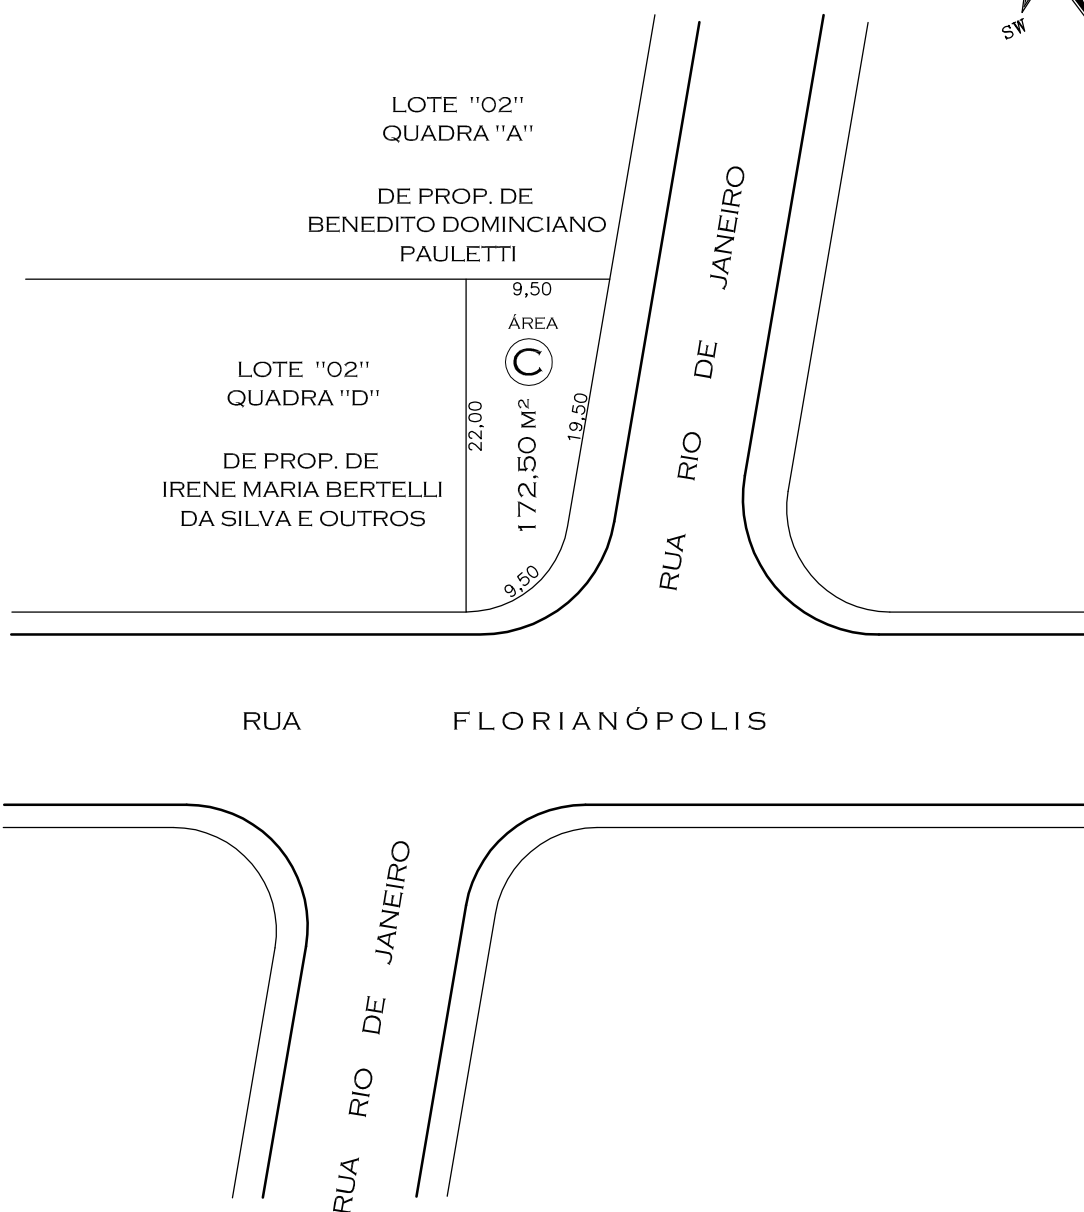 SW
LOTE "02"
QUADRA "A"
DE PROP. DE
BENEDITO DOMINCIANO
PAULETTI
9,50
ÁREA
C
172,50 M²
22,00
19,50
9,50
LOTE "02"
QUADRA "D"
DE PROP. DE
IRENE MARIA BERTELLI
DA SILVA E OUTROS
RUA RIO DE JANEIRO
RUA FLORIANÓPOLIS
RUA RIO DE JANEIRO